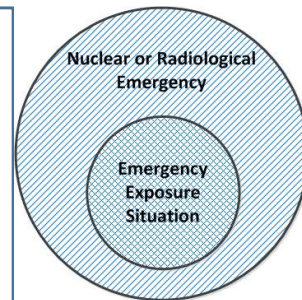 Nuclear or Radiological
Emergency
Emergency
Exposure
Situation